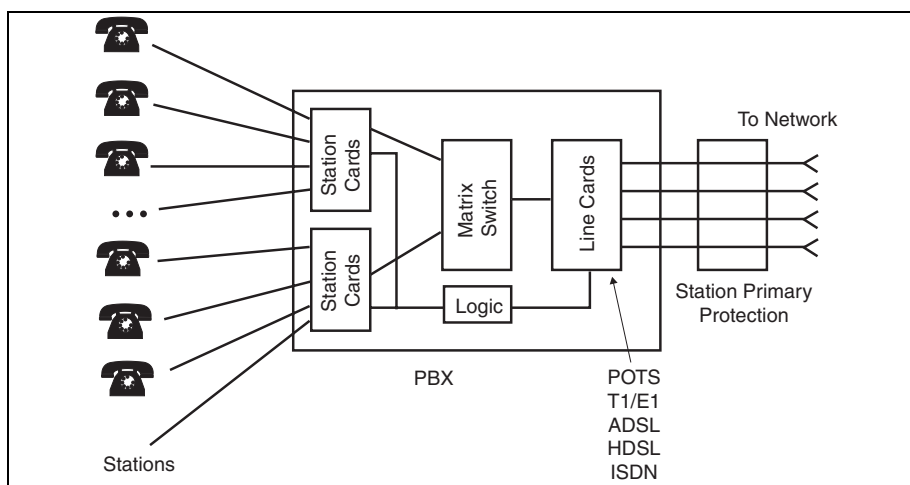 To Network
Station
Cards
Matrix
Switch
Line Cards
Station
Cards
Logic
Station Primary
Protection
PBX
POTS
T1/E1
ADSL
HDSL
ISDN
Stations